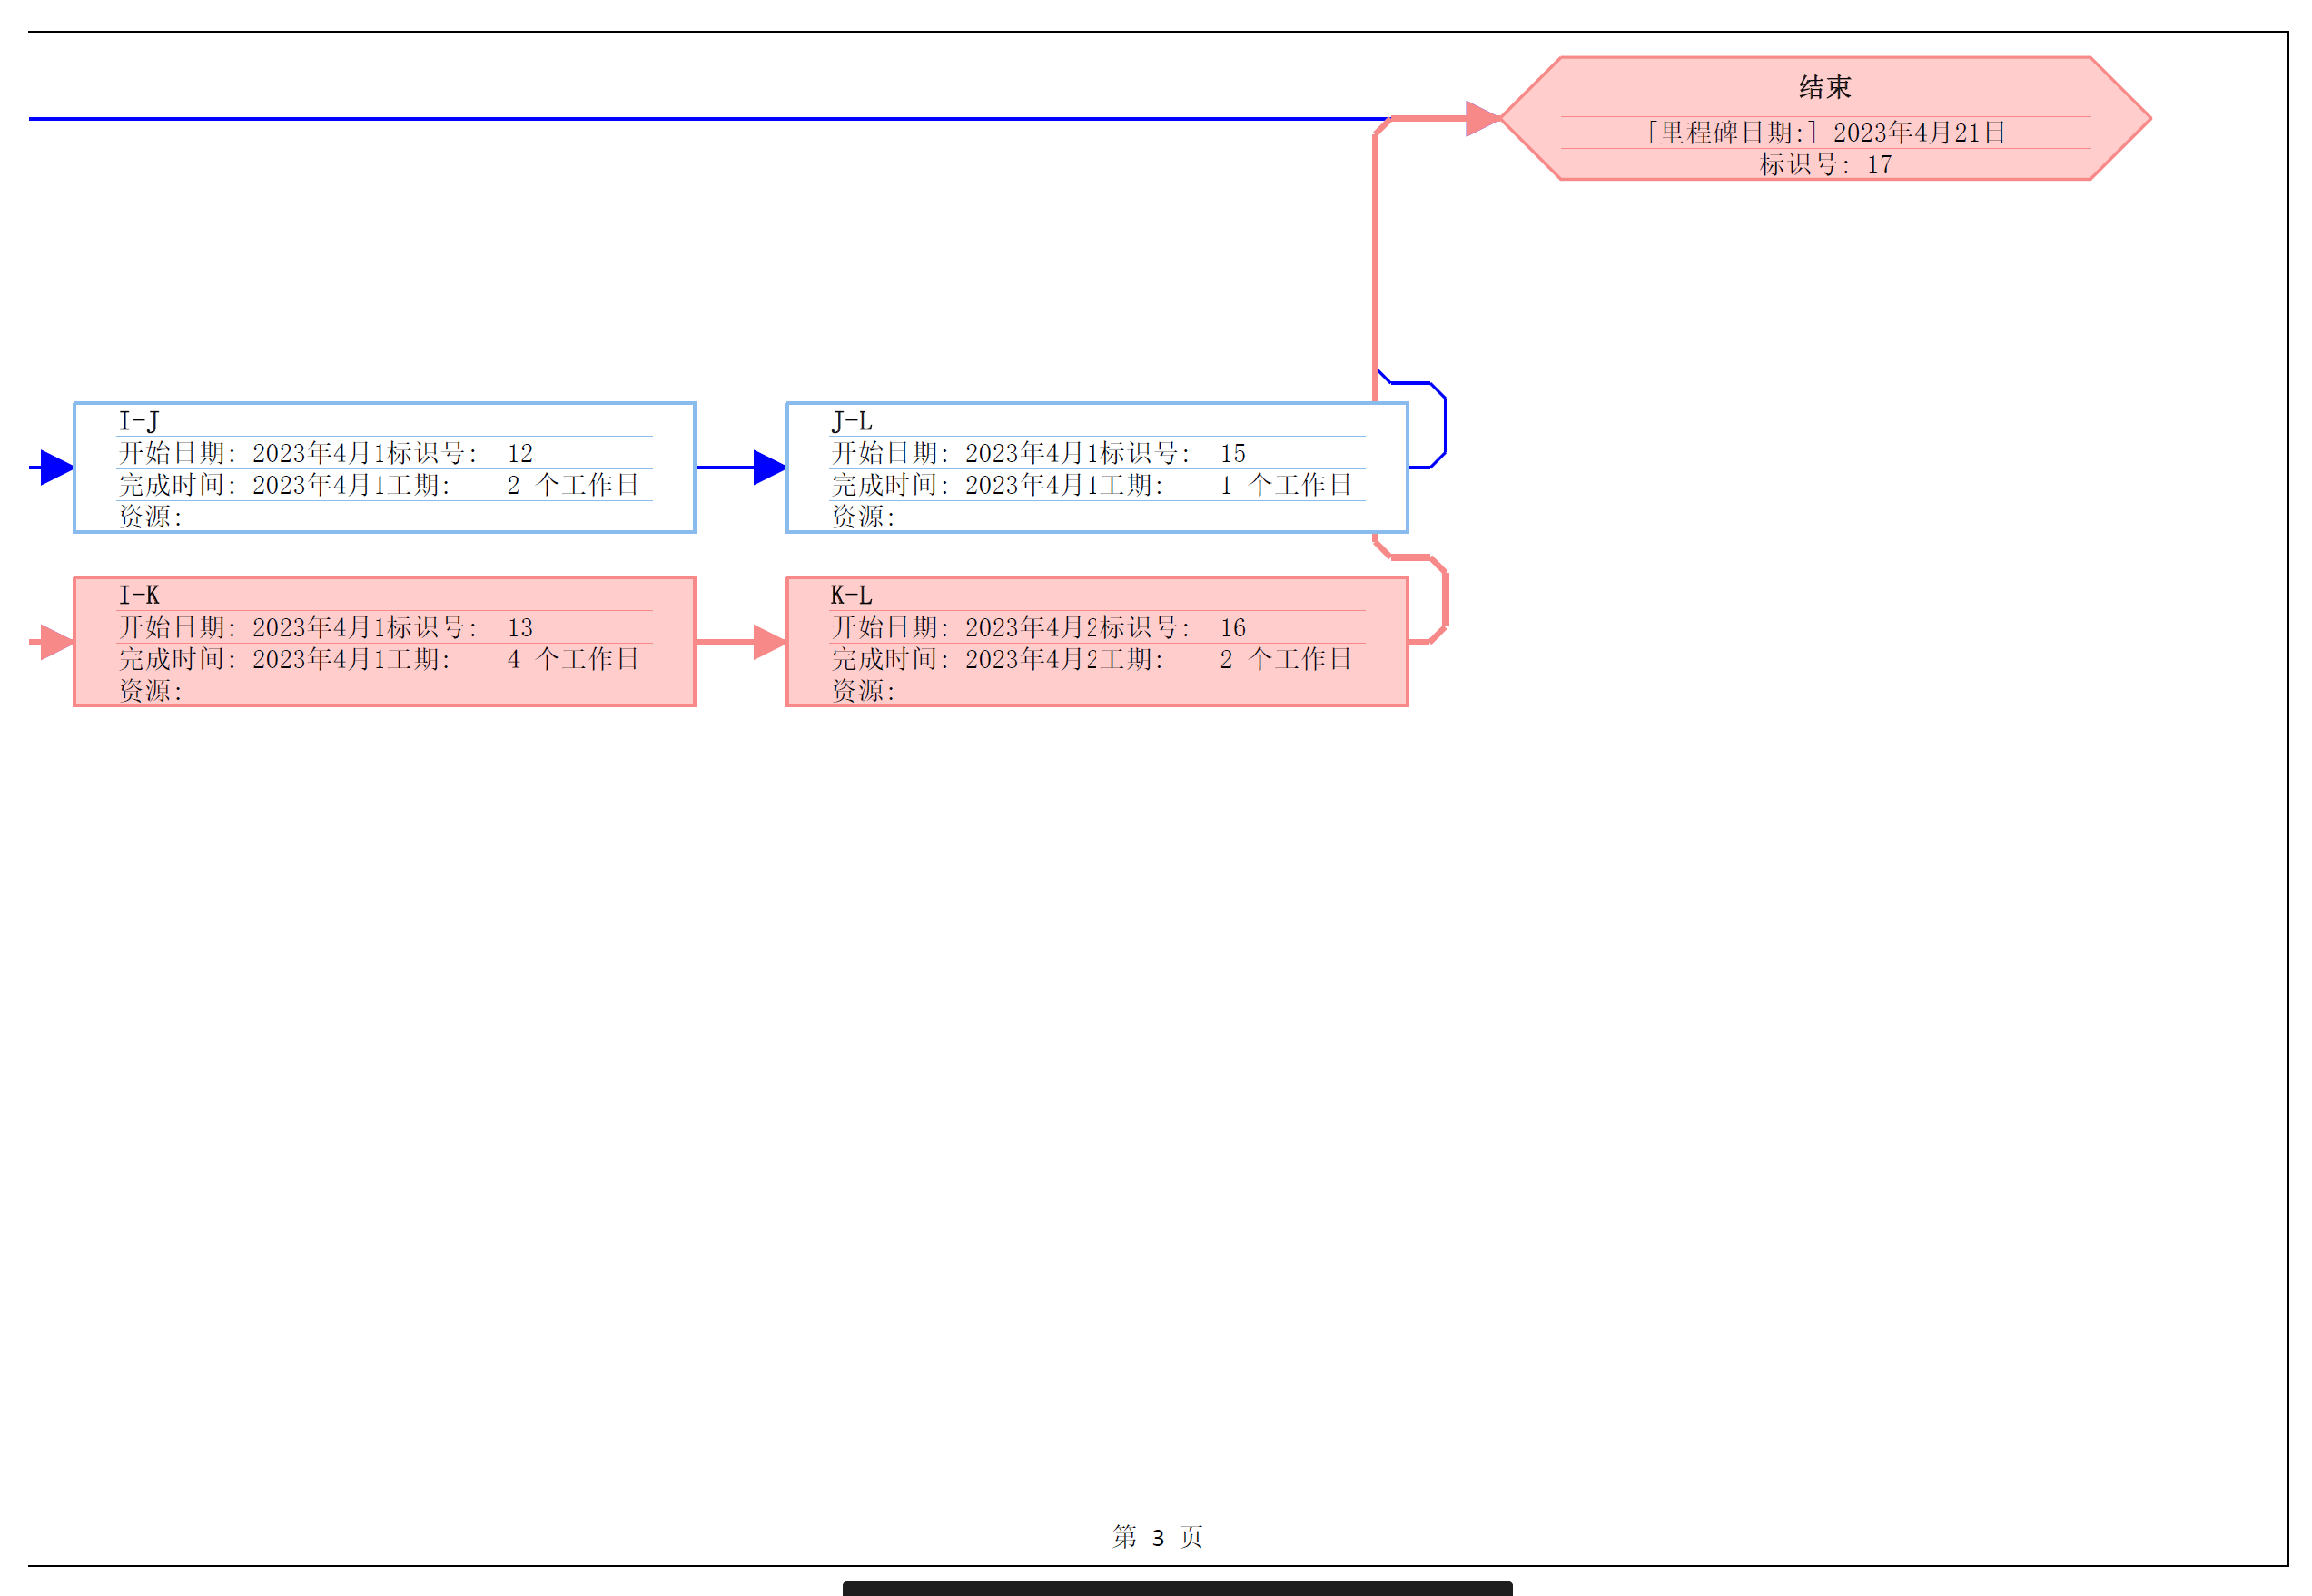 结束
[里程碑日期:] 2023年4月21日
标识号: 17
I-J
开始日期: 2023年4月1标识号: 12
完成时间: 2023年4月1工期: 2 个工作日
资源:
J-L
开始日期: 2023年4月1标识号: 15
完成时间: 2023年4月1工期: 1 个工作日
资源:
I-K
开始日期: 2023年4月1标识号: 13
完成时间: 2023年4月1工期: 4 个工作日
资源:
K-L
开始日期: 2023年4月2标识号: 16
完成时间: 2023年4月2工期: 2 个工作日
资源:
第 3 页